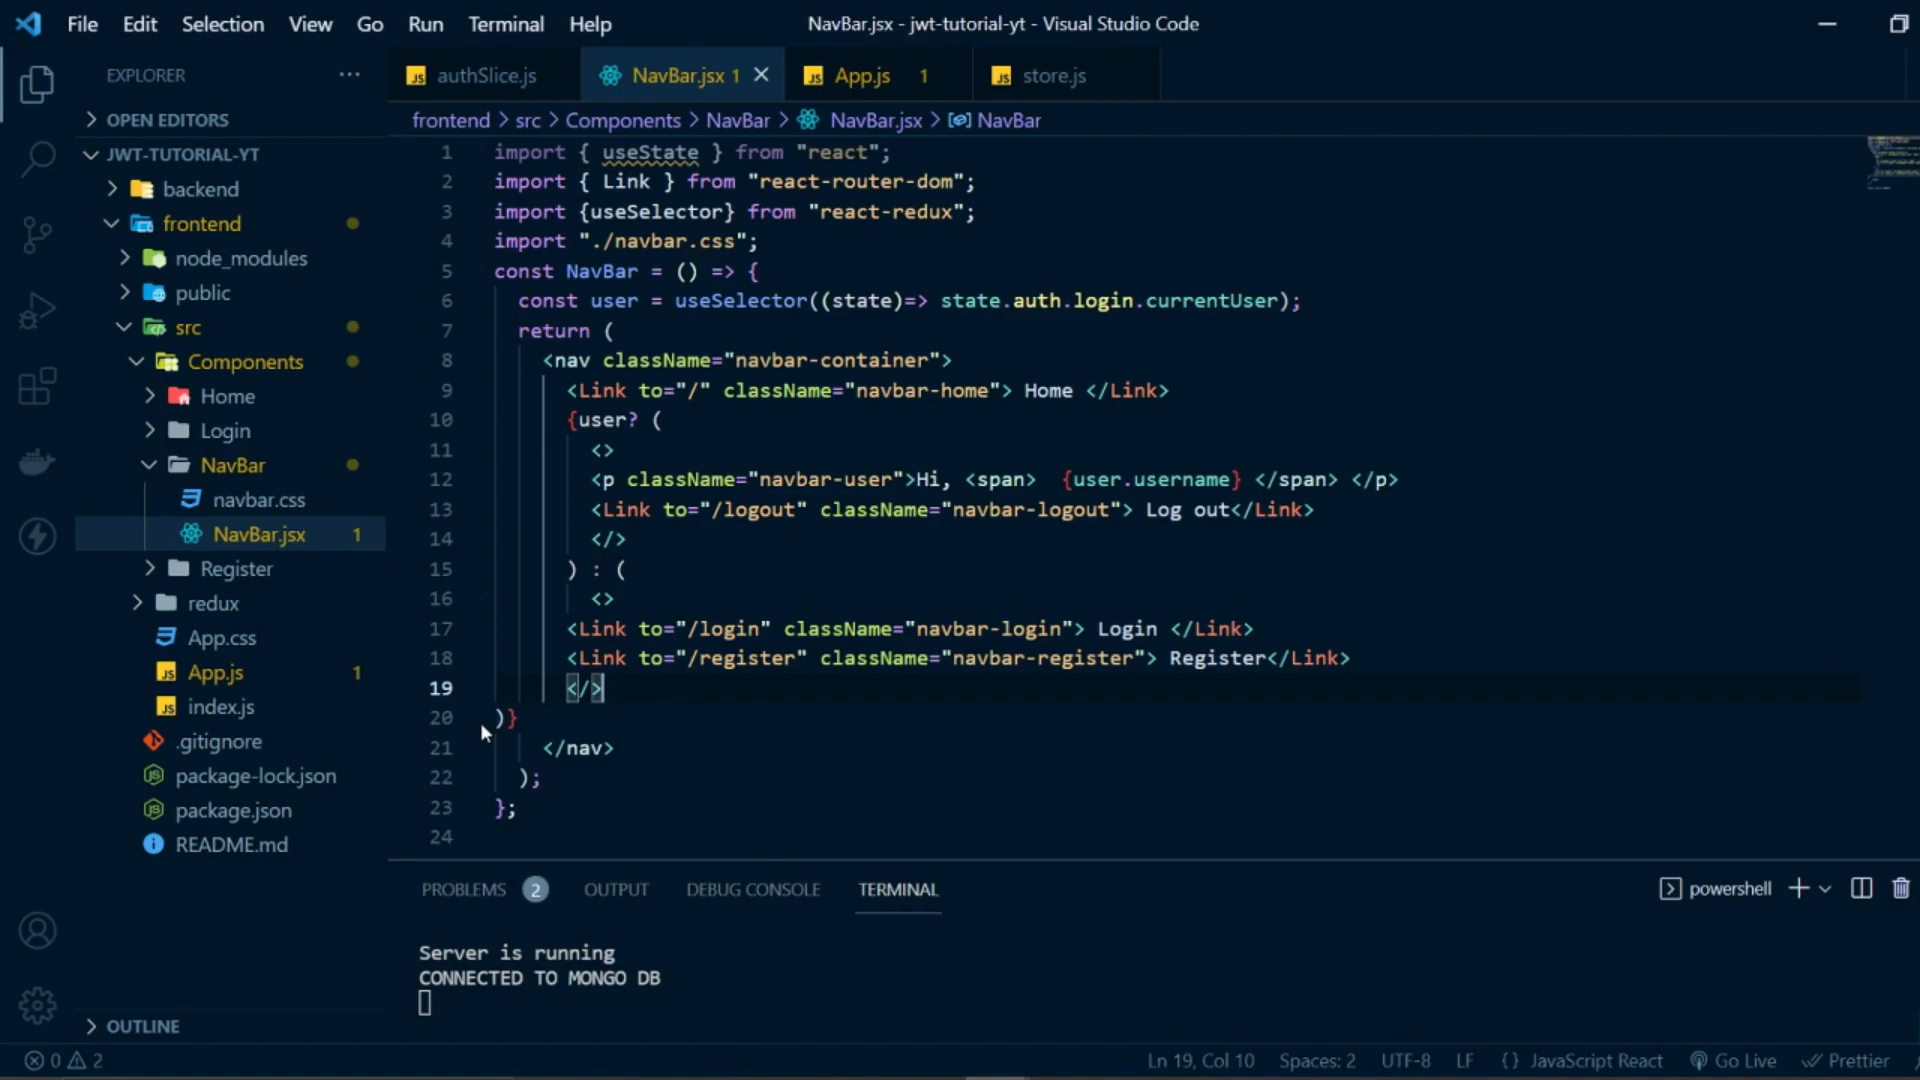 File Edit Selection View Go Run Terminal Help
NavBar.jsx - jwt-tutorial-yt - Visual Studio Code
EXPLORER
JS authSlice.js
NavBar.jsx 1
JS App.js 1
JS store.js
OPEN EDITORS
frontend > src > Components > NavBar > NavBar.jsx > NavBar
JWT-TUTORIAL-YT
backend
frontend
node_modules
public
src
Components
Home
Login
NavBar
navbar.css
NavBar.jsx 1
Register
redux
App.css
JS App.js 1
JS index.js
.gitignore
package-lock.json
package.json
README.md
OUTLINE
1 import { useState } from "react";
2 import { Link } from "react-router-dom";
3 import {useSelector} from "react-redux";
4 import "./navbar.css";
5 const NavBar = () => {
6 const user = useSelector((state)=> state.auth.login.currentUser);
7 return (
8 <nav className="navbar-container">
9 <Link to="/" className="navbar-home"> Home </Link>
10 {user? (
11 <>
12 <p className="navbar-user">Hi, <span>  {user.username} </span> </p>
13 <Link to="/logout" className="navbar-logout"> Log out</Link>
14 </>
15 ) : (
16 <>
17 <Link to="/login" className="navbar-login"> Login </Link>
18 <Link to="/register" className="navbar-register"> Register</Link>
19 </>
20 )}
21 </nav>
22 );
23 };
24
PROBLEMS 2 OUTPUT DEBUG CONSOLE TERMINAL
powershell
Server is running
CONNECTED TO MONGO DB
0 2
Ln 19, Col 10 Spaces: 2 UTF-8 LF {} JavaScript React Go Live Prettier